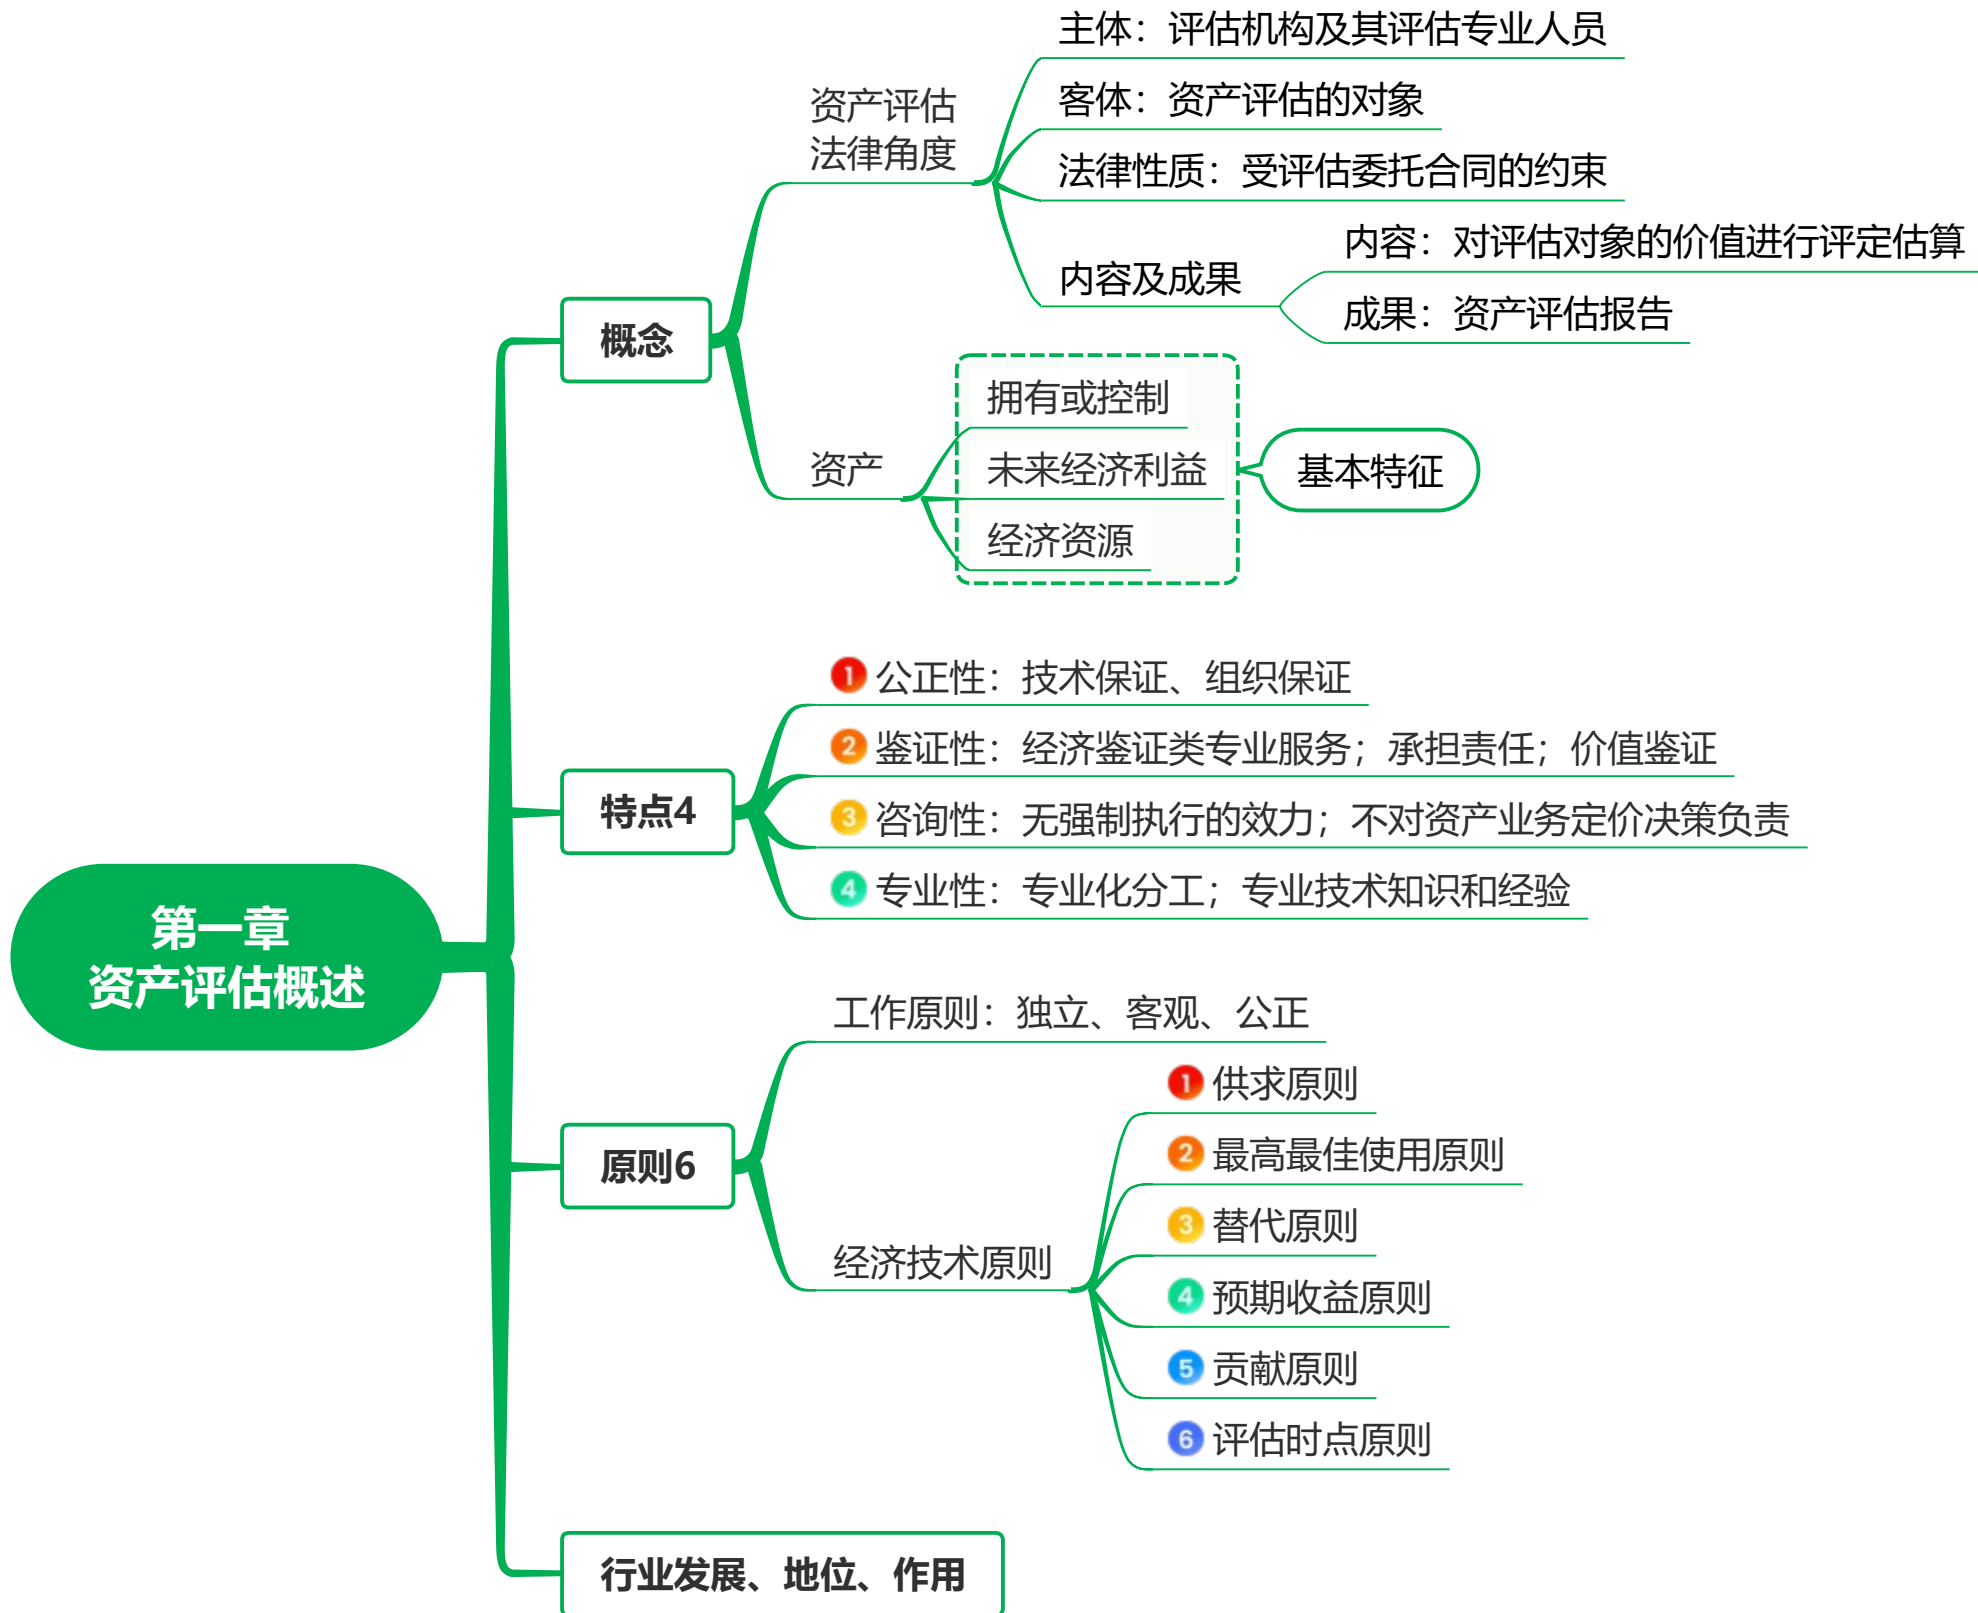 第一章
资产评估概述
概念
资产评估
法律角度
主体：评估机构及其评估专业人员
客体：资产评估的对象
法律性质：受评估委托合同的约束
内容及成果
内容：对评估对象的价值进行评定估算
成果：资产评估报告
资产
拥有或控制
未来经济利益
经济资源
基本特征
特点4
1 公正性：技术保证、组织保证
2 鉴证性：经济鉴证类专业服务；承担责任；价值鉴证
3 咨询性：无强制执行的效力；不对资产业务定价决策负责
4 专业性：专业化分工；专业技术知识和经验
原则6
工作原则：独立、客观、公正
经济技术原则
1 供求原则
2 最高最佳使用原则
3 替代原则
4 预期收益原则
5 贡献原则
6 评估时点原则
行业发展、地位、作用